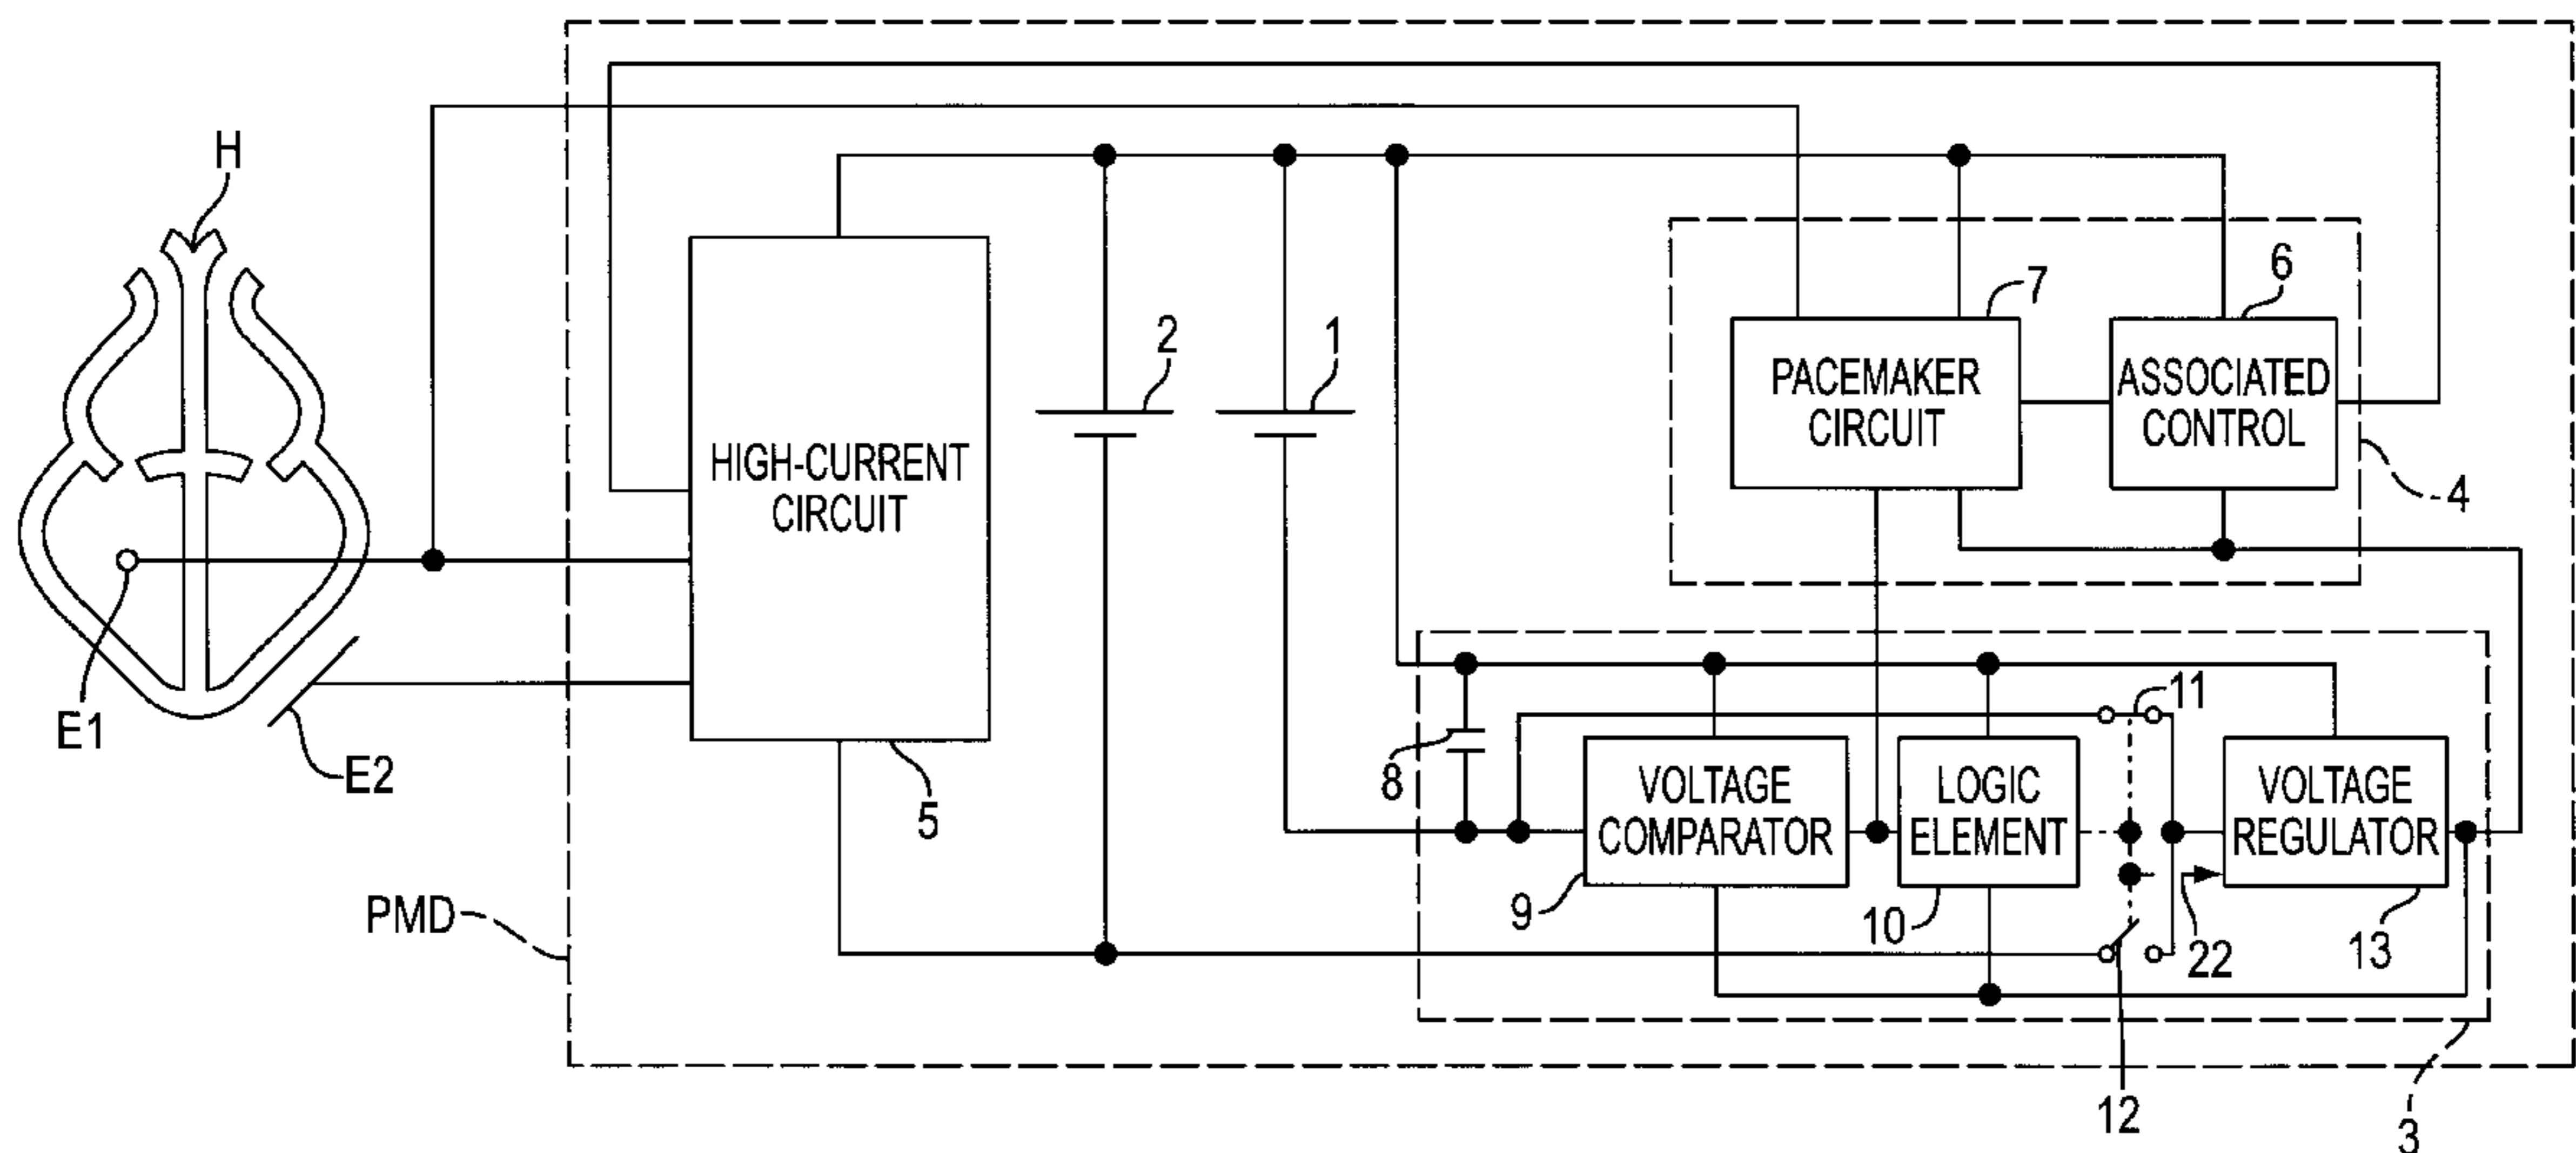 H
E1
E2
PMD
HIGH-CURRENT
CIRCUIT
5
2
1
PACEMAKER
CIRCUIT
7
ASSOCIATED
CONTROL
6
4
8
VOLTAGE
COMPARATOR
9
LOGIC
ELEMENT
10
11
12
22
VOLTAGE
REGULATOR
13
3